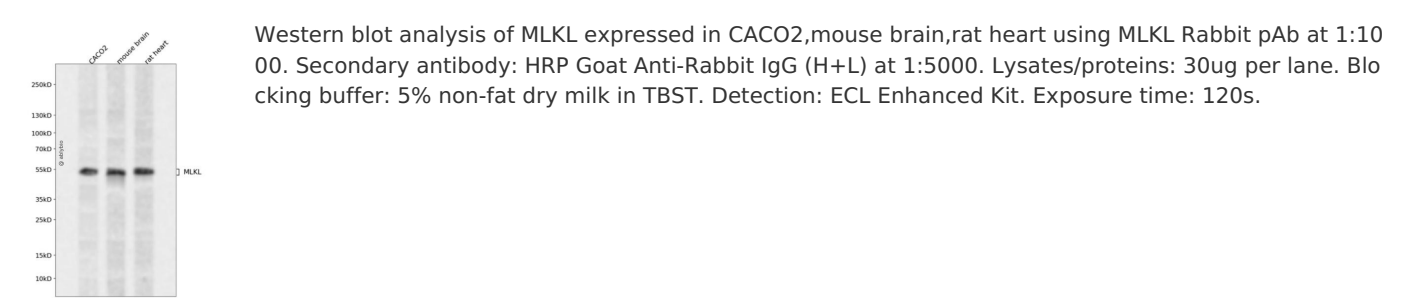 CACO2
mouse brain
rat heart
Western blot analysis of MLKL expressed in CACO2,mouse brain,rat heart using MLKL Rabbit pAb at 1:10
00. Secondary antibody: HRP Goat Anti-Rabbit IgG (H+L) at 1:5000. Lysates/proteins: 30ug per lane. Blo
cking buffer: 5% non-fat dry milk in TBST. Detection: ECL Enhanced Kit. Exposure time: 120s.
250kD
130kD
100kD
70kD
55kD
MLKL
35kD
25kD
15kD
10kD